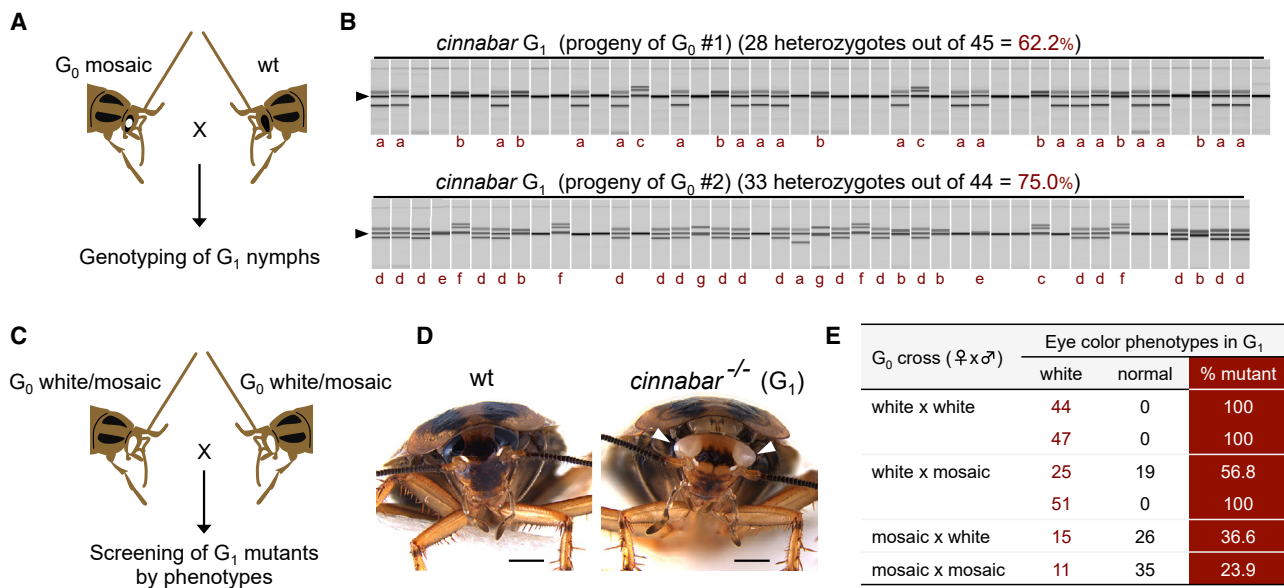 A
G0 mosaic
wt
X
Genotyping of G1 nymphs
B
cinnabar G1 (progeny of G0 #1) (28 heterozygotes out of 45 = 62.2%)
a a b a b a a c a b a a a b a c a a b a a a b a a b a a
cinnabar G1 (progeny of G0 #2) (33 heterozygotes out of 44 = 75.0%)
d d d e f d d b f d d d g d d d a g d f d b d b e c d d f d b d d
C
G0 white/mosaic
G0 white/mosaic
X
Screening of G1 mutants
by phenotypes
D
wt
cinnabar -/- (G1)
E
G0 cross (♀x♂)
Eye color phenotypes in G1
white normal % mutant
white x white 44 0 100
47 0 100
white x mosaic 25 19 56.8
51 0 100
mosaic x white 15 26 36.6
mosaic x mosaic 11 35 23.9